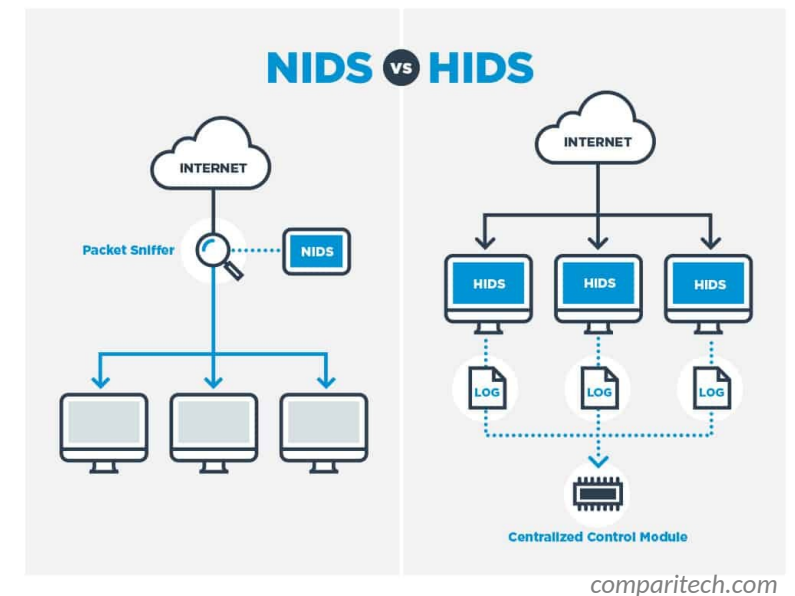 NIDS vs HIDS
INTERNET
Packet Sniffer
NIDS
INTERNET
HIDS
HIDS
HIDS
LOG
LOG
LOG
Centralized Control Module
comparitech.com